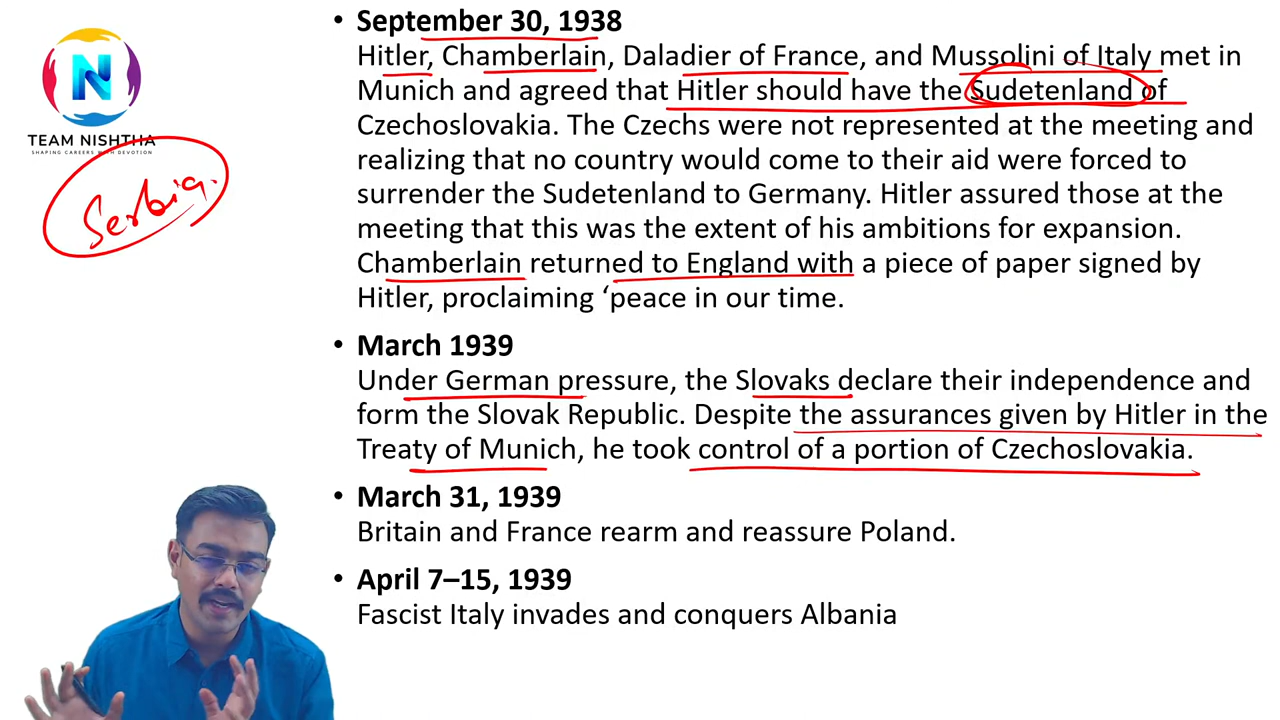 N
TEAM NISHTHA
SHAPING CAREERS WITH DEVOTION
Serbia.
• September 30, 1938
Hitler, Chamberlain, Daladier of France, and Mussolini of Italy met in
Munich and agreed that Hitler should have the Sudetenland of
Czechoslovakia. The Czechs were not represented at the meeting and
realizing that no country would come to their aid were forced to
surrender the Sudetenland to Germany. Hitler assured those at the
meeting that this was the extent of his ambitions for expansion.
Chamberlain returned to England with a piece of paper signed by
Hitler, proclaiming ‘peace in our time.
• March 1939
Under German pressure, the Slovaks declare their independence and
form the Slovak Republic. Despite the assurances given by Hitler in the
Treaty of Munich, he took control of a portion of Czechoslovakia.
• March 31, 1939
Britain and France rearm and reassure Poland.
• April 7–15, 1939
Fascist Italy invades and conquers Albania